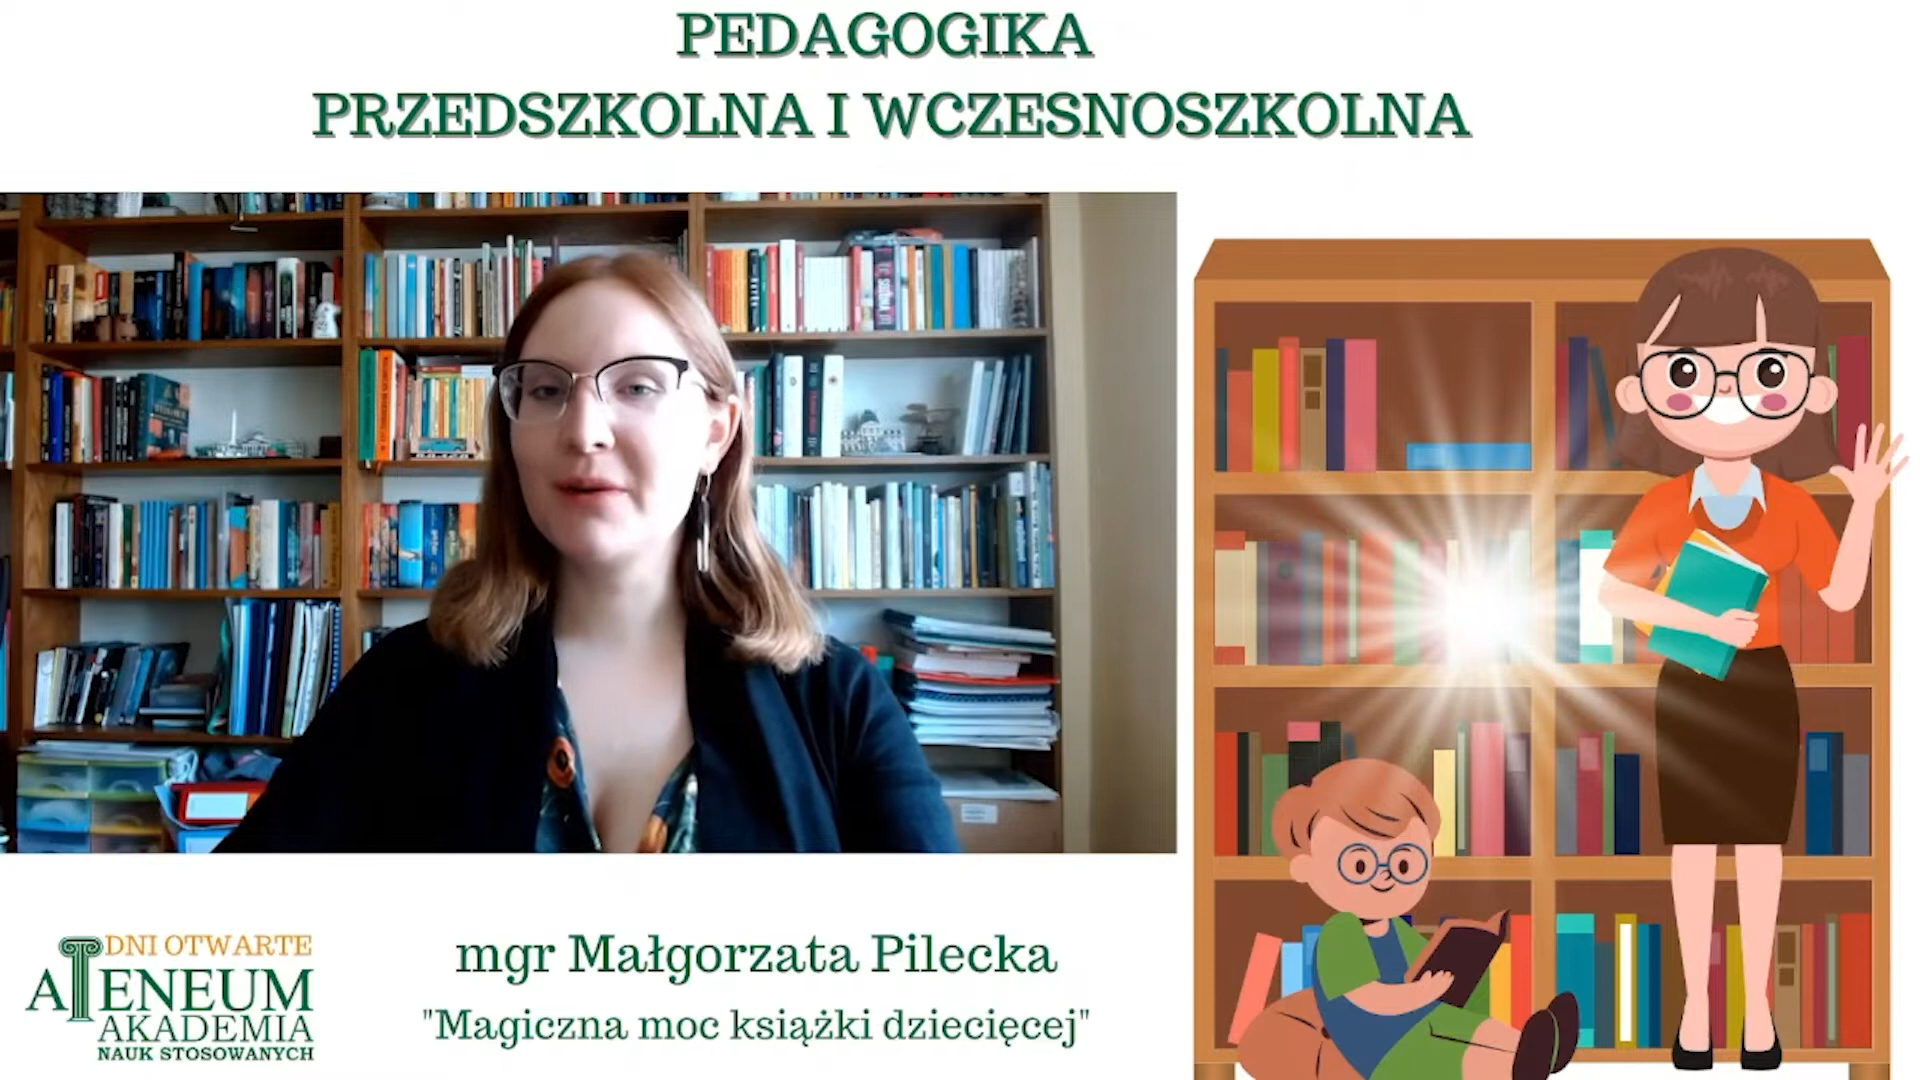 PEDAGOGIKA
PRZEDSZKOLNA I WCZESNOSZKOLNA
DNI OTWARTE
ATENEUM
AKADEMIA
NAUK STOSOWANYCH
mgr Małgorzata Pilecka
"Magiczna moc książki dziecięcej"